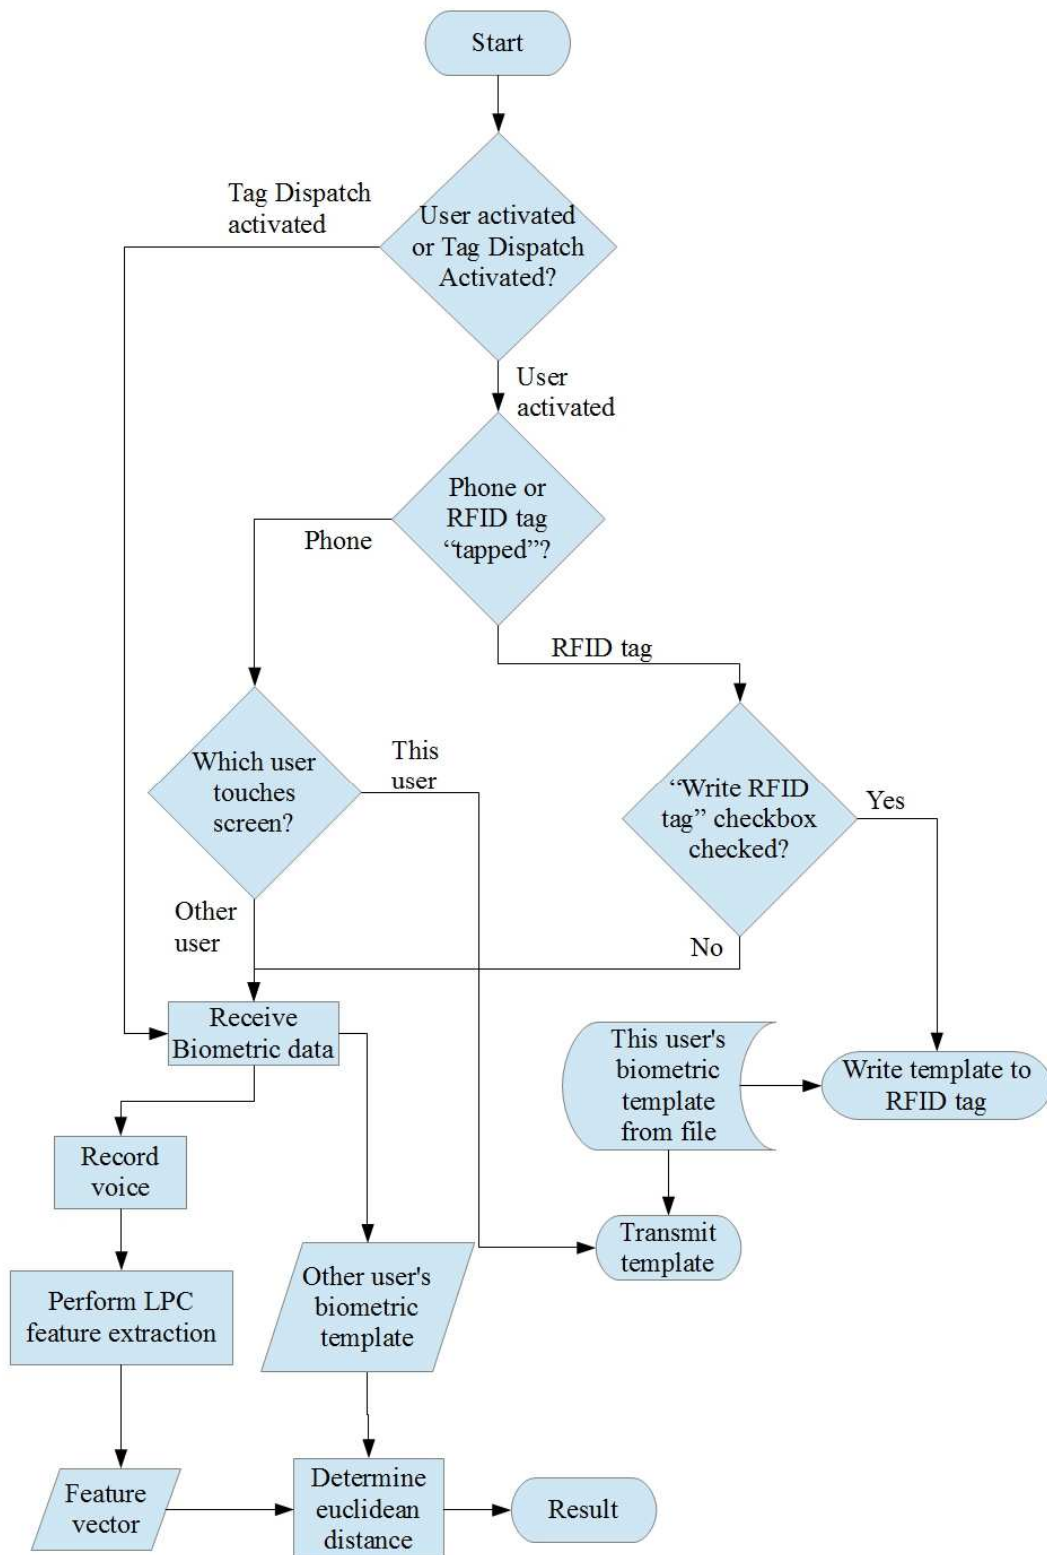 Start
Tag Dispatch
activated
User activated
or Tag Dispatch
Activated?
User
activated
Phone or
RFID tag
“tapped”?
Phone
RFID tag
Which user
touches
screen?
This
user
“Write RFID
tag” checkbox
checked?
Yes
Other
user
No
Receive
Biometric data
This user's
biometric
template
from file
Write template to
RFID tag
Record
voice
Transmit
template
Perform LPC
feature extraction
Other user's
biometric
template
Feature
vector
Determine
euclidean
distance
Result